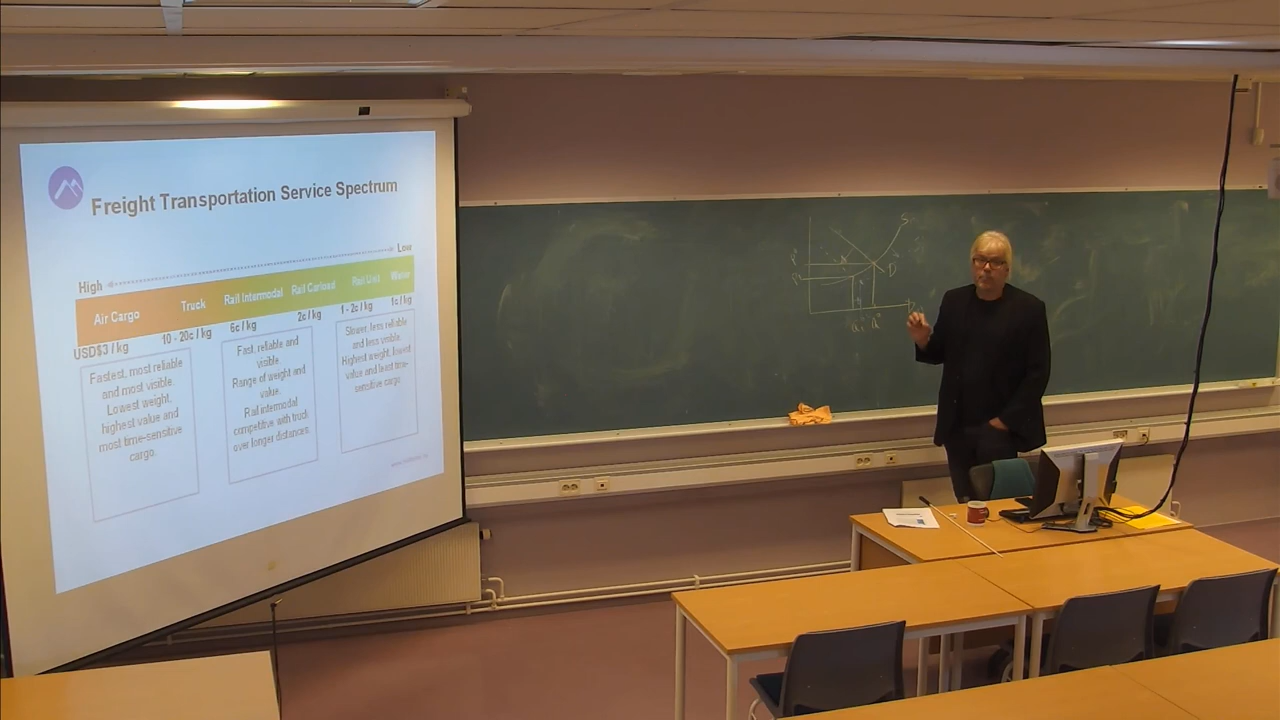 Freight Transportation Service Spectrum
High
Low
Air Cargo
Truck
Rail Intermodal
Rail Carload
Rail Unit
Water
USD$3 / kg
10 - 20c / kg
6c / kg
2c / kg
1 - 2c / kg
1c / kg
Fastest, most reliable
and most visible.
Lowest weight,
highest value and
most time-sensitive
cargo.
Fast, reliable and
visible.
Range of weight and
value.
Rail intermodal
competitive with truck
over longer distances.
Slower, less reliable
and less visible.
Highest weight, lowest
value and least time-
sensitive cargo.
S
D